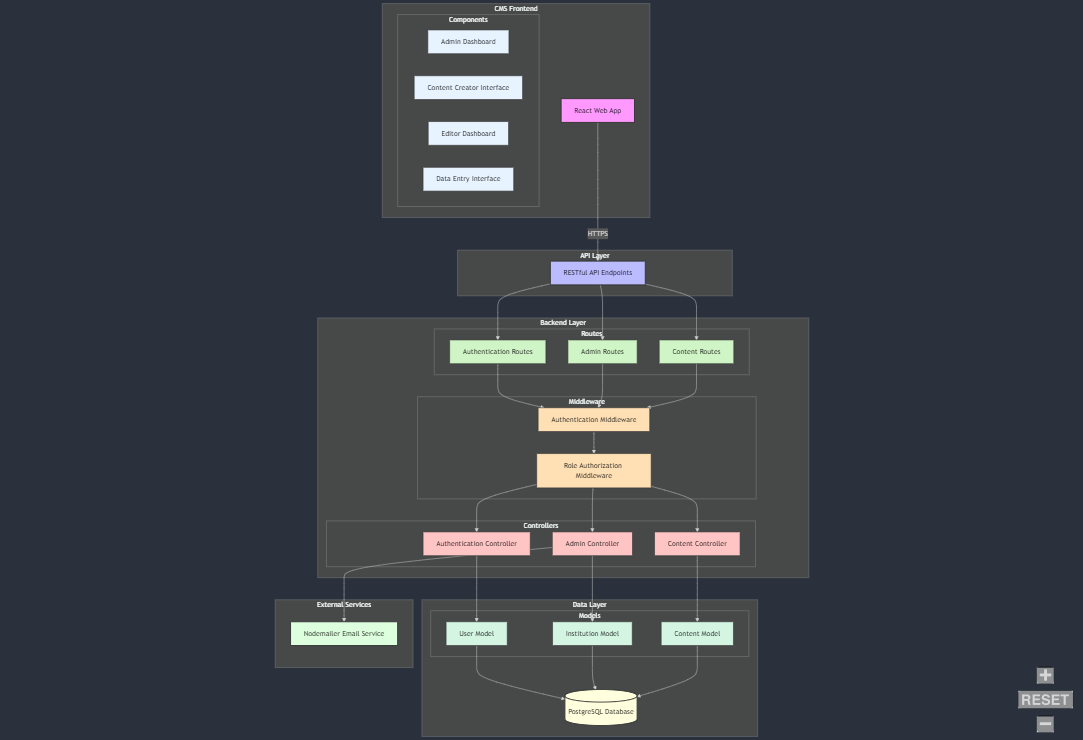 CMS Frontend
Components
Admin Dashboard
Content Creator Interface
React Web App
Editor Dashboard
Data Entry Interface
HTTPS
API Layer
RESTful API Endpoints
Backend Layer
Routes
Authentication Routes
Admin Routes
Content Routes
Middleware
Authentication Middleware
Role Authorization
Middleware
Controllers
Authentication Controller
Admin Controller
Content Controller
External Services
Data Layer
Models
Nodemailer Email Service
User Model
Institution Model
Content Model
PostgreSQL Database
+
RESET
−